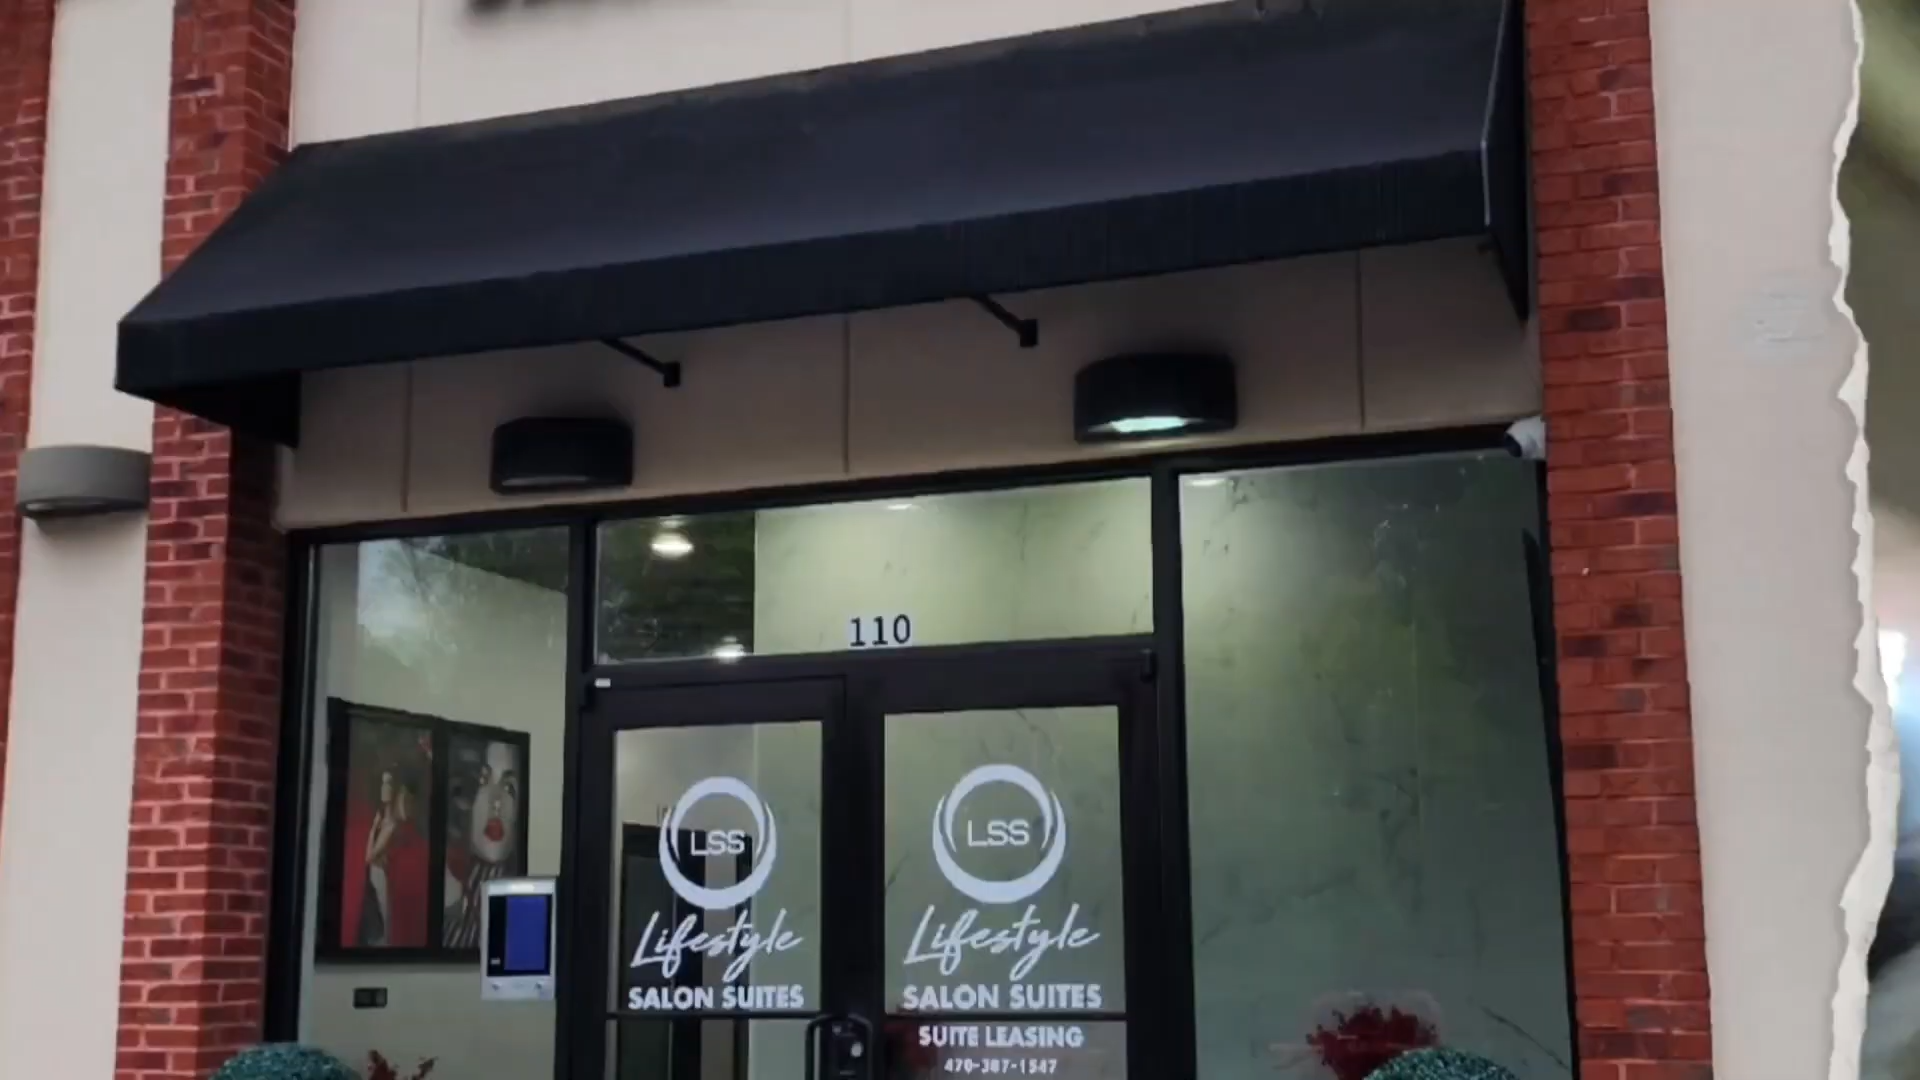 110
LSS
Lifestyle
SALON SUITES
LSS
Lifestyle
SALON SUITES
SUITE LEASING
470-387-1547